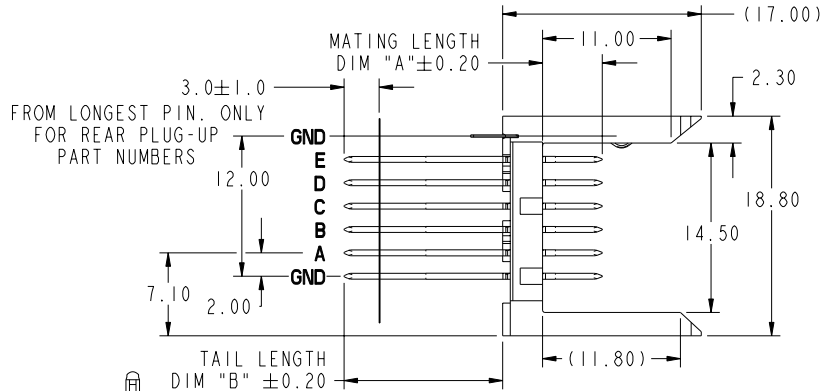 (17.00)
11.00
MATING LENGTH
DIM "A"±0.20
3.0±1.0
2.30
FROM LONGEST PIN. ONLY
FOR REAR PLUG-UP
PART NUMBERS
GND
E
D
C
B
A
GND
12.00
18.80
14.50
7.10
2.00
(11.80)
TAIL LENGTH
DIM "B" ±0.20